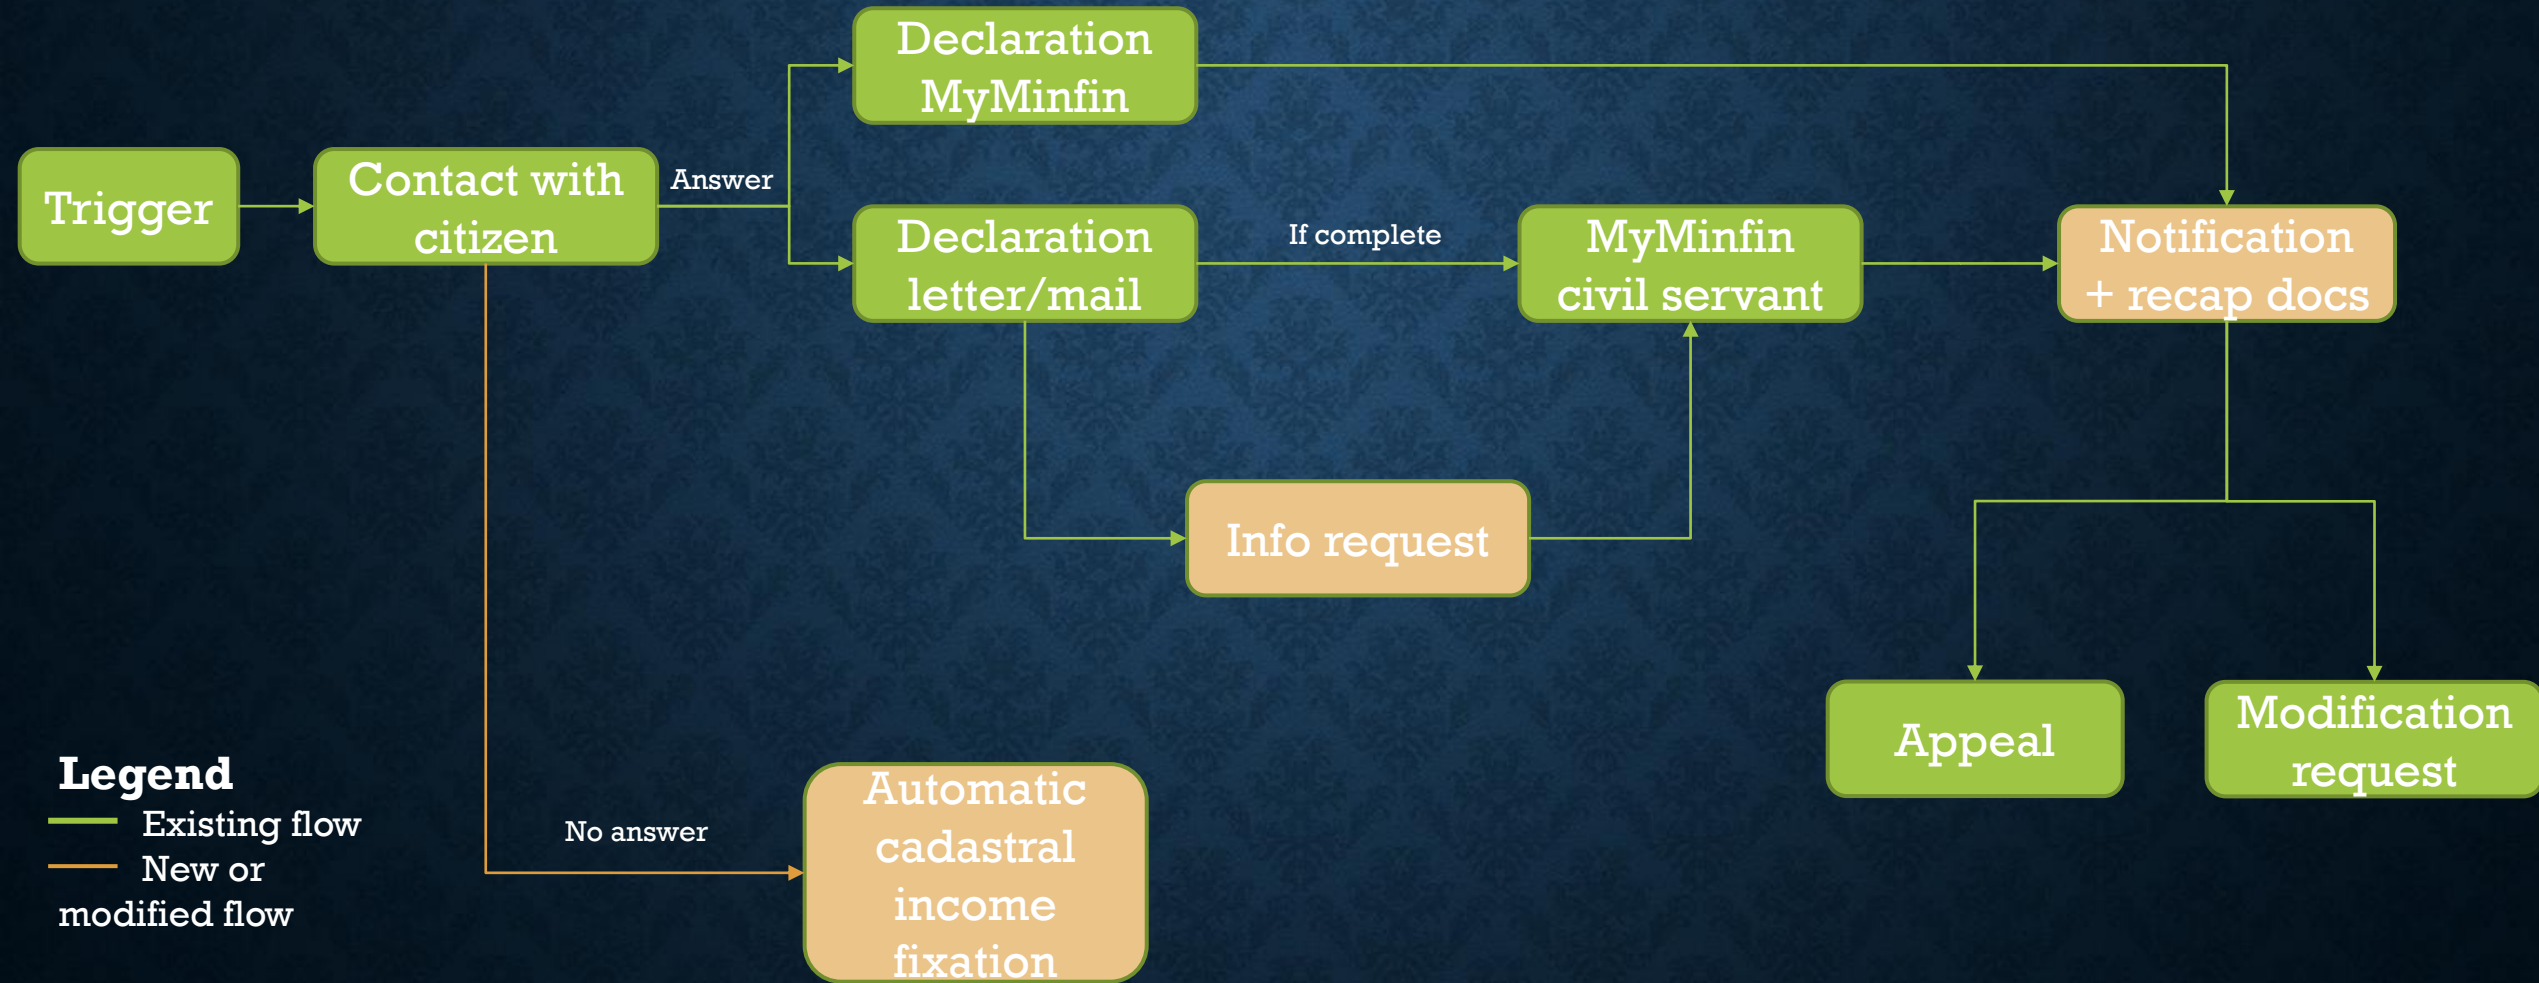 Declaration
MyMinfin
Trigger
Contact with
citizen
Answer
Declaration
letter/mail
If complete
MyMinfin
civil servant
Notification
+ recap docs
Info request
Appeal
Modification
request
No answer
Automatic
cadastral
income
fixation
Legend
Existing flow
New or
modified flow